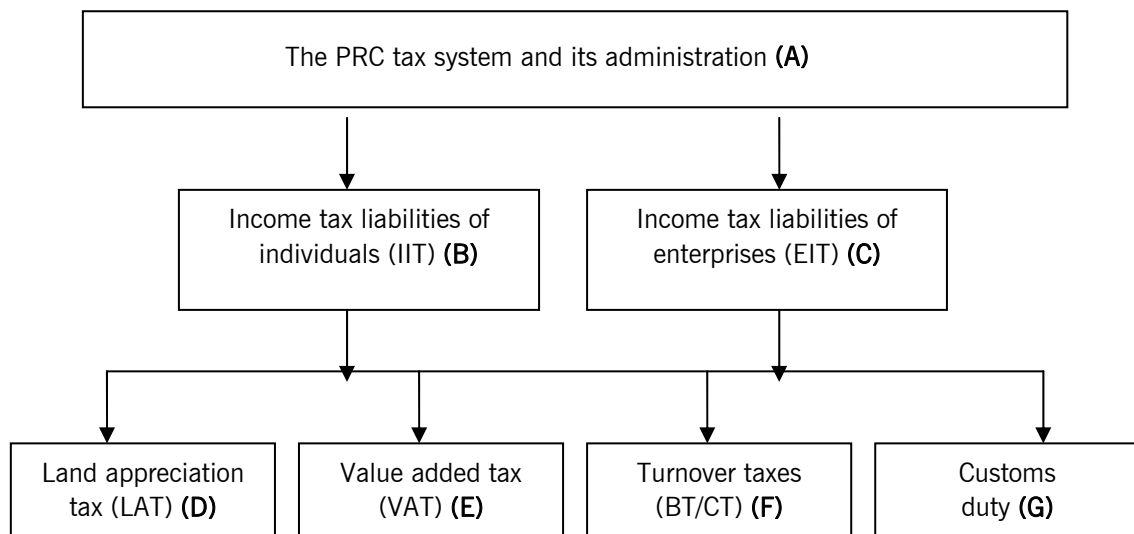 The PRC tax system and its administration (A)
Income tax liabilities of
individuals (IIT) (B)
Income tax liabilities of
enterprises (EIT) (C)
Land appreciation
tax (LAT) (D)
Value added tax
(VAT) (E)
Turnover taxes
(BT/CT) (F)
Customs
duty (G)